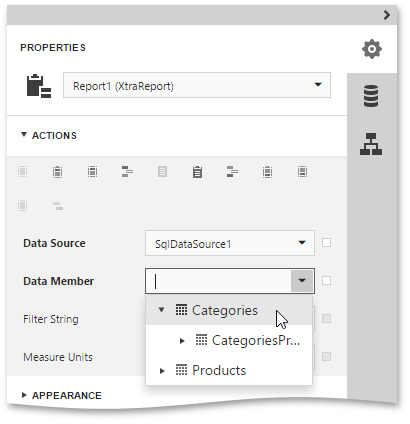 PROPERTIES
Report1 (XtraReport)
ACTIONS
Data Source
SqlDataSource1
Data Member
Categories
Filter String
CategoriesPr...
Measure Units
Products
APPEARANCE